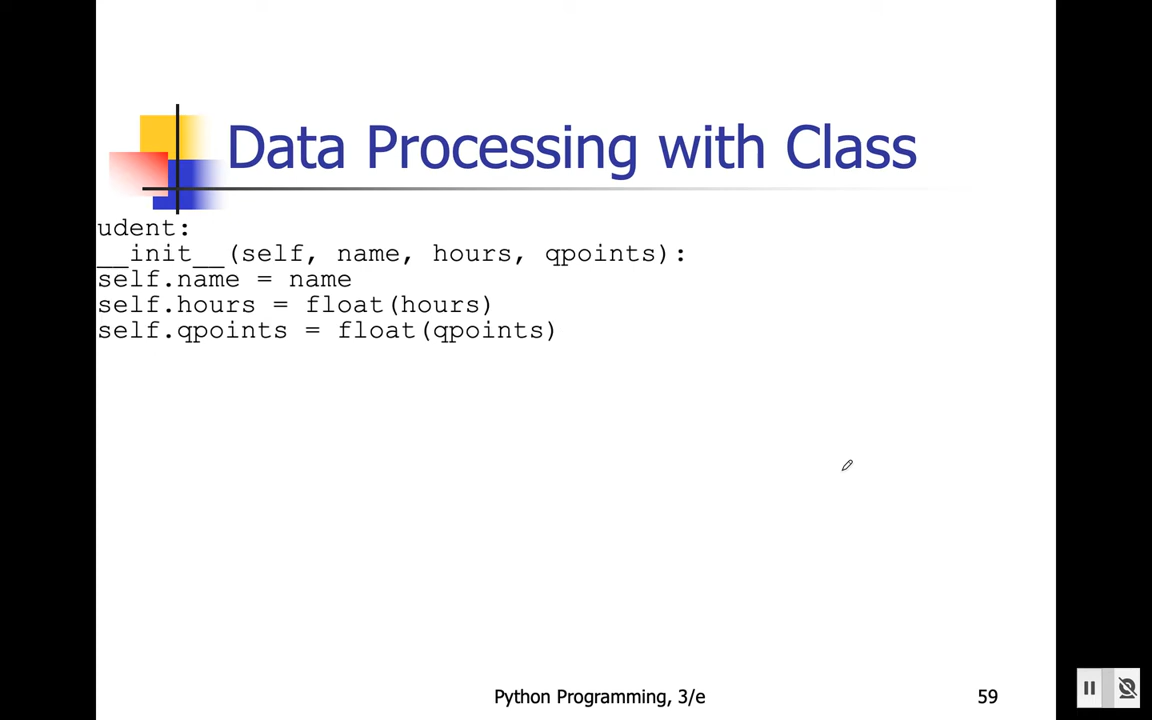 Data Processing with Class
udent:
__init__(self, name, hours, qpoints):
self.name = name
self.hours = float(hours)
self.qpoints = float(qpoints)
Python Programming, 3/e
59